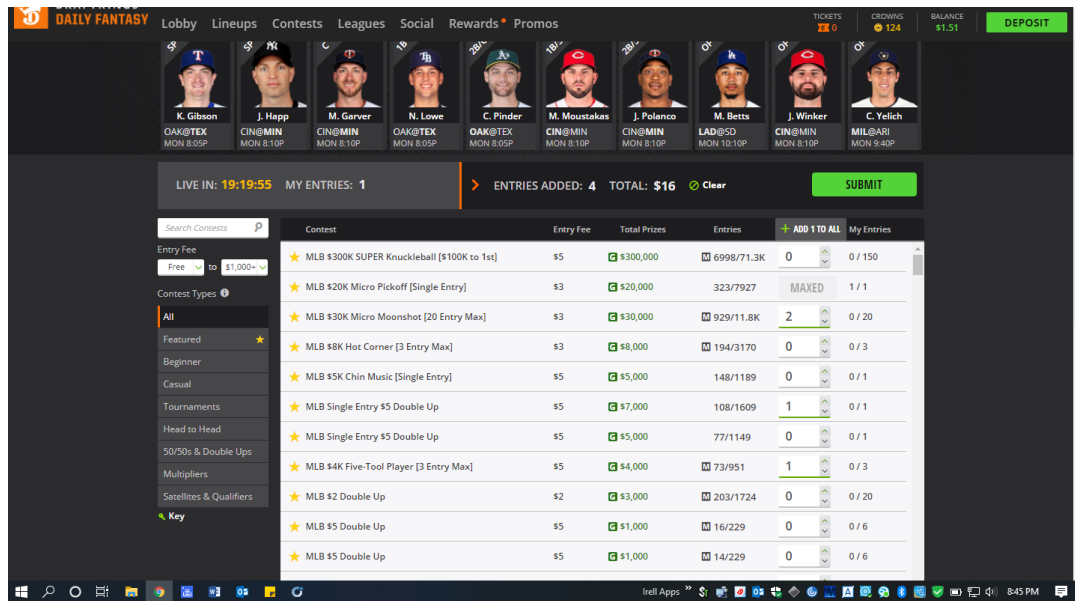 DAILY FANTASY
Lobby Lineups Contests Leagues Social Rewards Promos
TICKETS CROWNS BALANCE
0 124 $1.51 DEPOSIT
SP SP C 1B 2B/ 1B/ 2B/ OF OF OF
K. Gibson J. Happ M. Garver N. Lowe C. Pinder M. Moustakas J. Polanco M. Betts J. Winker C. Yelich
OAK@TEX CIN@MIN CIN@MIN OAK@TEX OAK@TEX CIN@MIN CIN@MIN LAD@SD CIN@MIN MIL@ARI
MON 8:05P MON 8:10P MON 8:10P MON 8:05P MON 8:05P MON 8:10P MON 8:10P MON 10:10P MON 8:10P MON 9:40P
LIVE IN: 19:19:55 MY ENTRIES: 1 ENTRIES ADDED: 4 TOTAL: $16 Clear SUBMIT
Search Contests
Entry Fee
Free to $1,000+
Contest Types
All
Featured
Beginner
Casual
Tournaments
Head to Head
50/50s & Double Ups
Multipliers
Satellites & Qualifiers
Key
Contest Entry Fee Total Prizes Entries + ADD 1 TO ALL My Entries
MLB $300K SUPER Knuckleball [$100K to 1st] $5 G $300,000 M 6998/71.3K 0 0 / 150
MLB $20K Micro Pickoff [Single Entry] $3 G $20,000 323/7927 MAXED 1 / 1
MLB $30K Micro Moonshot [20 Entry Max] $3 G $30,000 M 929/11.8K 2 0 / 20
MLB $8K Hot Corner [3 Entry Max] $3 G $8,000 M 194/3170 0 0 / 3
MLB $5K Chin Music [Single Entry] $5 G $5,000 148/1189 0 0 / 1
MLB Single Entry $5 Double Up $5 G $7,000 108/1609 1 0 / 1
MLB Single Entry $5 Double Up $5 G $5,000 77/1149 0 0 / 1
MLB $4K Five-Tool Player [3 Entry Max] $5 G $4,000 M 73/951 1 0 / 3
MLB $2 Double Up $2 G $3,000 M 203/1724 0 0 / 20
MLB $5 Double Up $5 G $1,000 M 16/229 0 0 / 6
MLB $5 Double Up $5 G $1,000 M 14/229 0 0 / 6
Irell Apps 8:45 PM